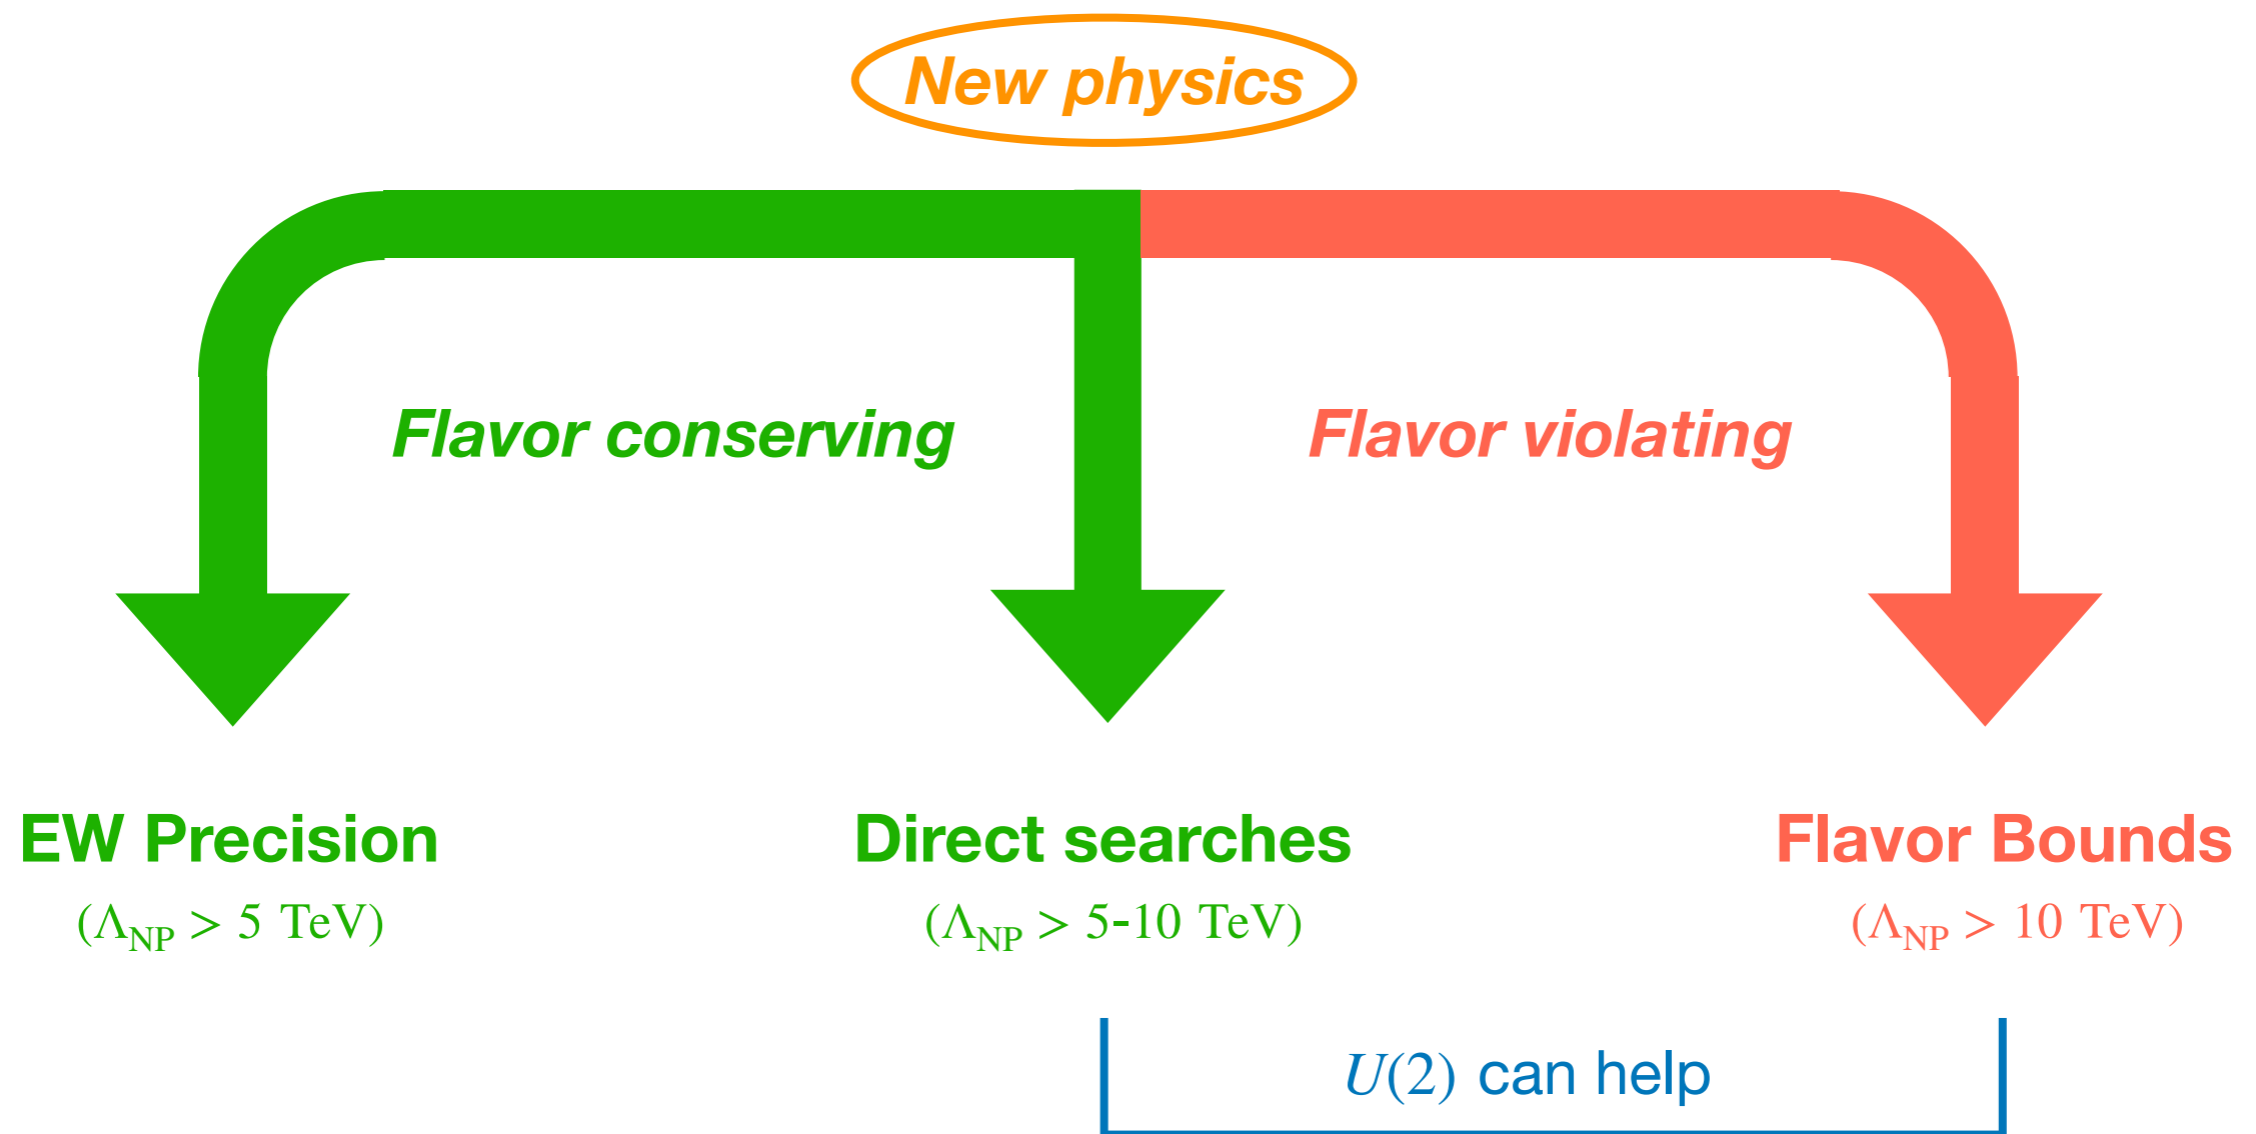 New physics
Flavor conserving
Flavor violating
EW Precision
(Λ_NP > 5 TeV)
Direct searches
(Λ_NP > 5-10 TeV)
Flavor Bounds
(Λ_NP > 10 TeV)
U(2) can help